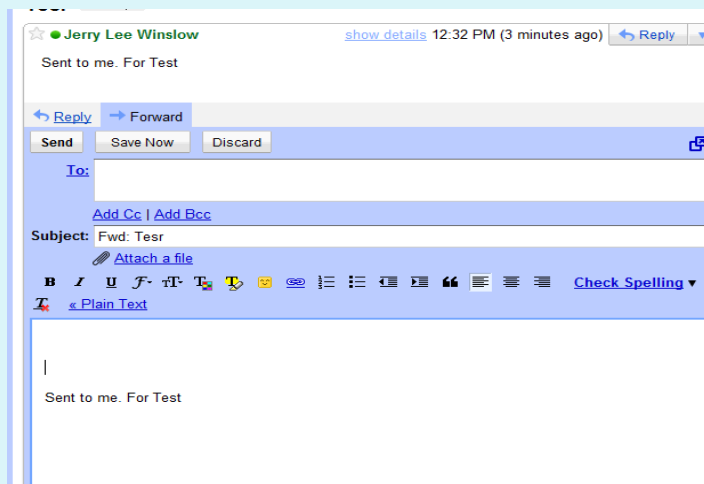 Jerry Lee Winslow show details 12:32 PM (3 minutes ago) Reply
Sent to me. For Test
Reply Forward
Send Save Now Discard
To:
Add Cc | Add Bcc
Subject: Fwd: Tesr
Attach a file
B I U Check Spelling
« Plain Text
Sent to me. For Test